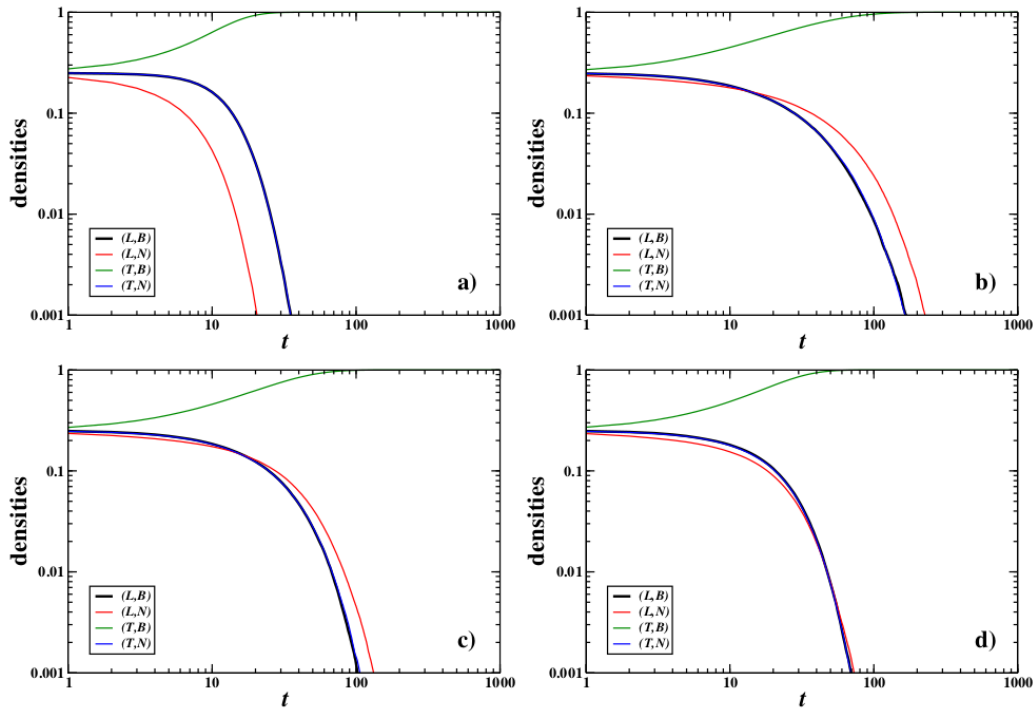 1
0.1
0.01
0.001
densities
(L,B)
(L,N)
(T,B)
(T,N)
a)
1 10 100 1000
t
1
0.1
0.01
0.001
densities
(L,B)
(L,N)
(T,B)
(T,N)
b)
1 10 100 1000
t
1
0.1
0.01
0.001
densities
(L,B)
(L,N)
(T,B)
(T,N)
c)
1 10 100 1000
t
1
0.1
0.01
0.001
densities
(L,B)
(L,N)
(T,B)
(T,N)
d)
1 10 100 1000
t